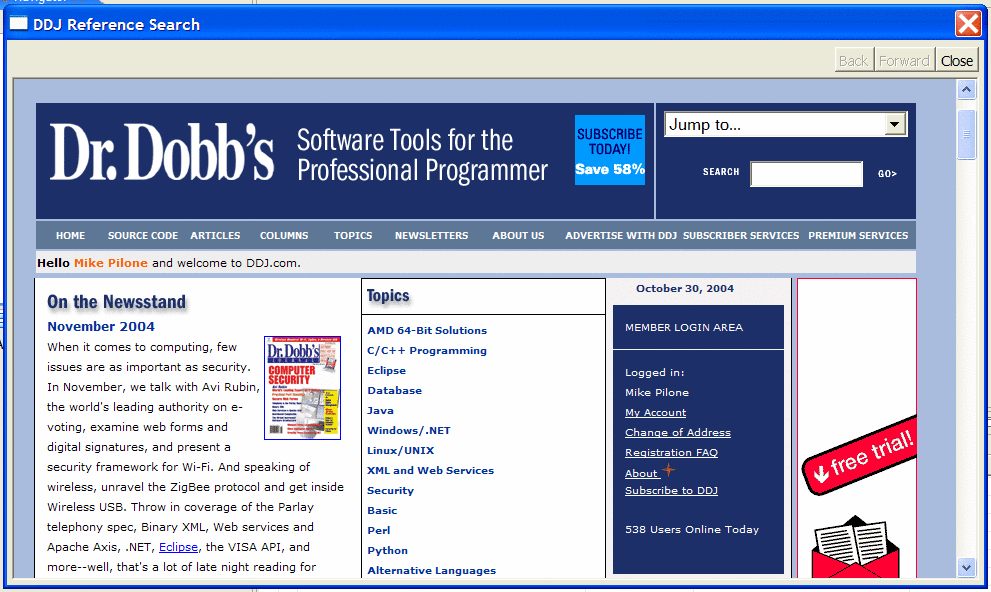 DDJ Reference Search
Back Forward Close
Dr. Dobb's
Software Tools for the
Professional Programmer
SUBSCRIBE
TODAY!
Save 58%
Jump to...
SEARCH GO>
HOME SOURCE CODE ARTICLES COLUMNS TOPICS NEWSLETTERS ABOUT US ADVERTISE WITH DDJ SUBSCRIBER SERVICES PREMIUM SERVICES
Hello Mike Pilone and welcome to DDJ.com.
On the Newsstand
November 2004
When it comes to computing, few
issues are as important as security.
In November, we talk with Avi Rubin,
the world's leading authority on e-
voting, examine web forms and
digital signatures, and present a
security framework for Wi-Fi. And speaking of
wireless, unravel the ZigBee protocol and get inside
Wireless USB. Throw in coverage of the Parlay
telephony spec, Binary XML, Web services and
Apache Axis, .NET, Eclipse, the VISA API, and
more--well, that's a lot of late night reading for
Dr. Dobb's
JOURNAL
COMPUTER
SECURITY
Topics
AMD 64-Bit Solutions
C/C++ Programming
Eclipse
Database
Java
Windows/.NET
Linux/UNIX
XML and Web Services
Security
Basic
Perl
Python
Alternative Languages
October 30, 2004
MEMBER LOGIN AREA
Logged in:
Mike Pilone
My Account
Change of Address
Registration FAQ
About
Subscribe to DDJ
538 Users Online Today
free trial!